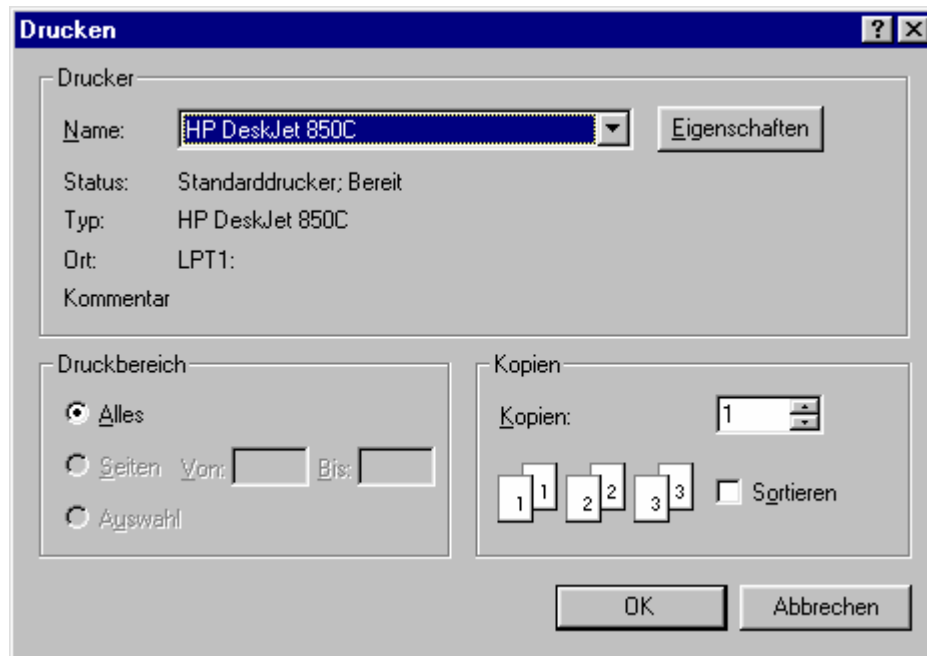 Drucken
Drucker
Name: HP DeskJet 850C Eigenschaften
Status: Standarddrucker; Bereit
Typ: HP DeskJet 850C
Ort: LPT1:
Kommentar
Druckbereich
Alles
Seiten Von: Bis:
Auswahl
Kopien
Kopien: 1
1 1 2 2 3 3 Sortieren
OK Abbrechen